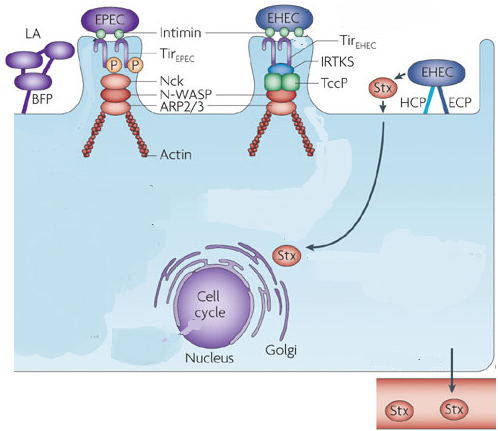 EPEC
EHEC
Intimin
LA
Tir EPEC
Tir EHEC
IRTKS
P P
EHEC
Nck
TccP
Stx
N-WASP
BFP
HCP ECP
ARP2/3
Actin
Stx
Cell
cycle
Nucleus
Golgi
Stx Stx